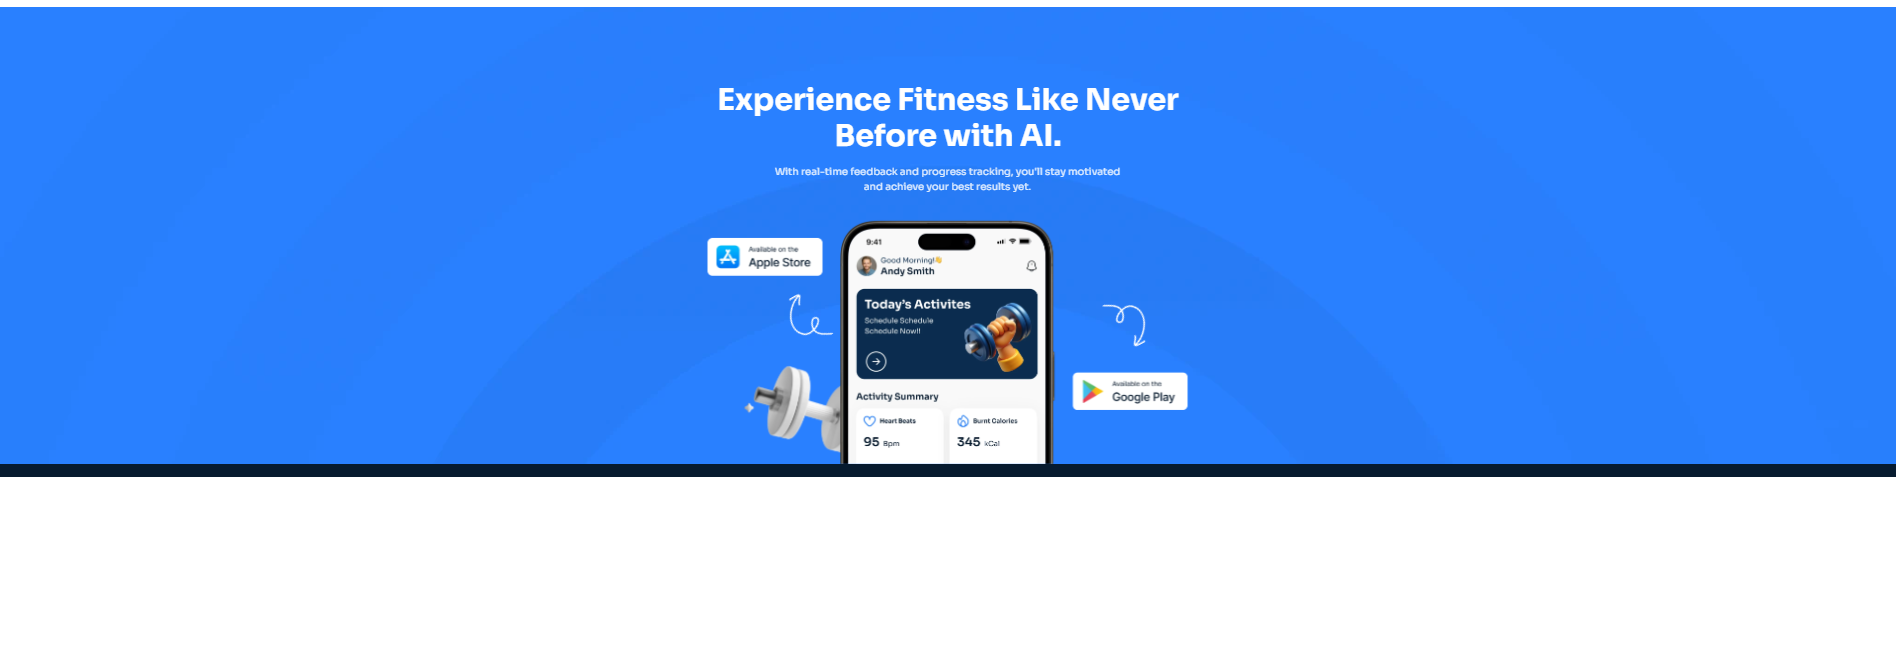 Experience Fitness Like Never
Before with AI.
With real-time feedback and progress tracking, you'll stay motivated
and achieve your best results yet.
Available on the
Apple Store
9:41
Good Morning!👋
Andy Smith
Today's Activites
Schedule Schedule
Schedule Now!!
Activity Summary
Heart Beats
95 Bpm
Burnt Calories
345 kCal
Available on the
Google Play